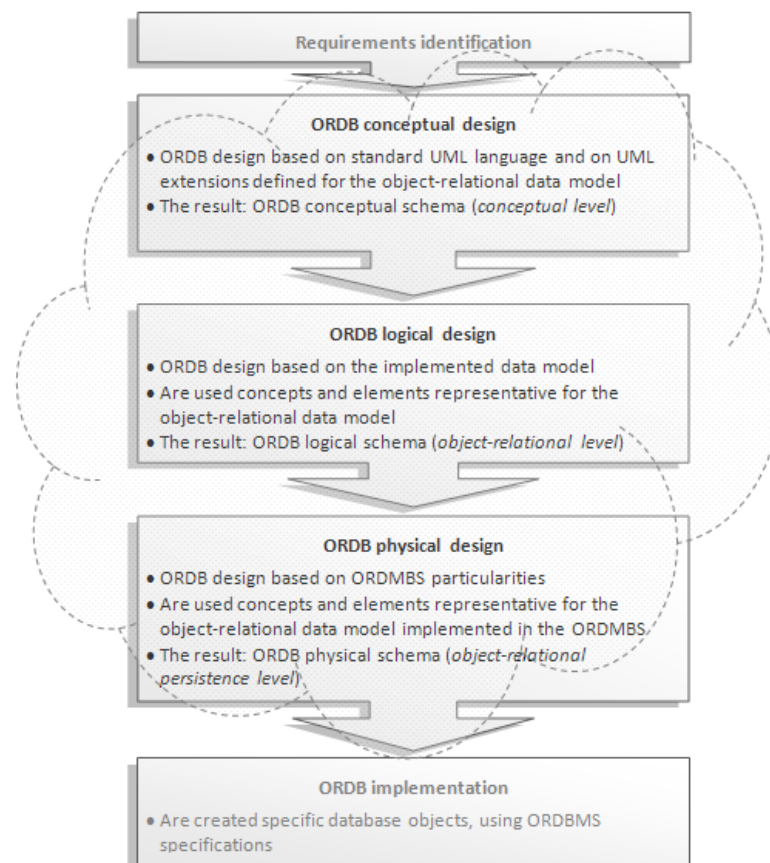 Requirements identification
ORDB conceptual design
• ORDB design based on standard UML language and on UML
extensions defined for the object-relational data model
• The result: ORDB conceptual schema (conceptual level)
ORDB logical design
• ORDB design based on the implemented data model
• Are used concepts and elements representative for the
object-relational data model
• The result: ORDB logical schema (object-relational level)
ORDB physical design
• ORDB design based on ORDMBS particularities
• Are used concepts and elements representative for the
object-relational data model implemented in the ORDMBS
• The result: ORDB physical schema (object-relational
persistence level)
ORDB implementation
• Are created specific database objects, using ORDBMS
specifications